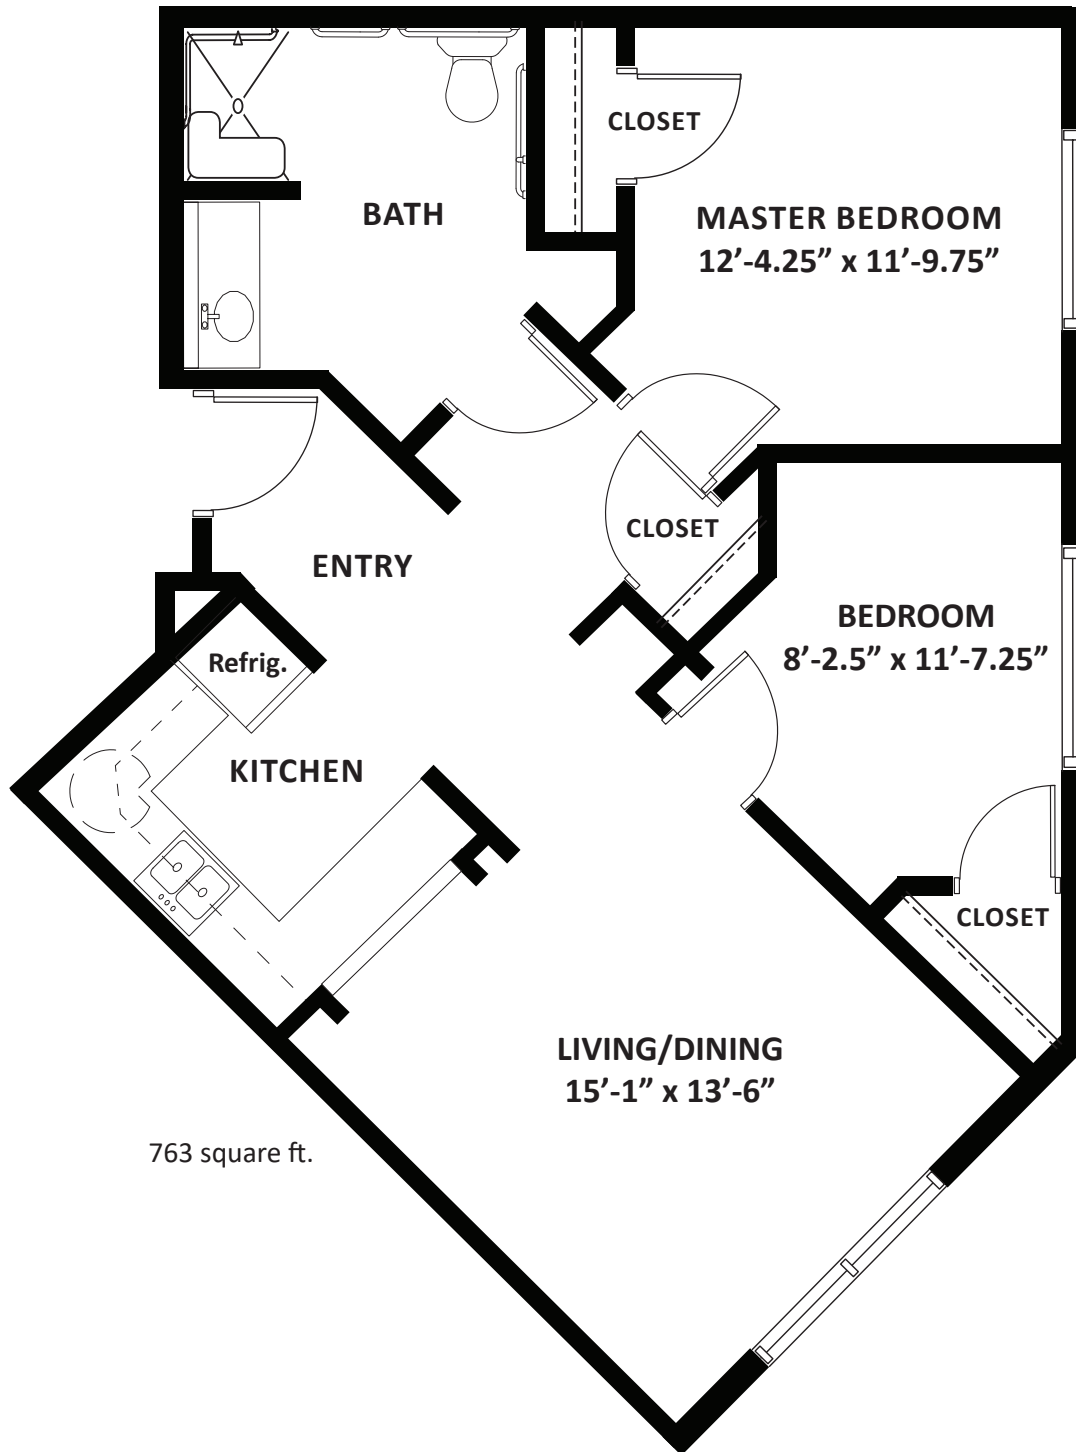 CLOSET
BATH
MASTER BEDROOM
12’-4.25” x 11’-9.75”
CLOSET
ENTRY
BEDROOM
8’-2.5” x 11’-7.25”
Refrig.
KITCHEN
CLOSET
LIVING/DINING
15’-1” x 13’-6”
763 square ft.